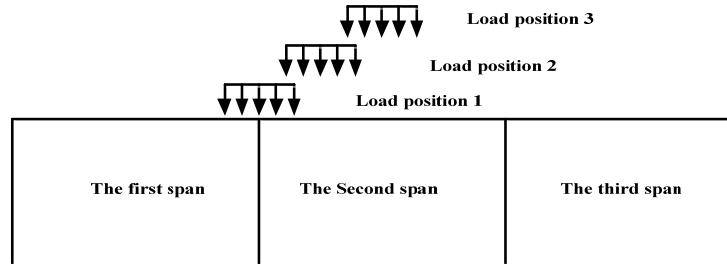 Load position 3
Load position 2
Load position 1
The first span
The Second span
The third span